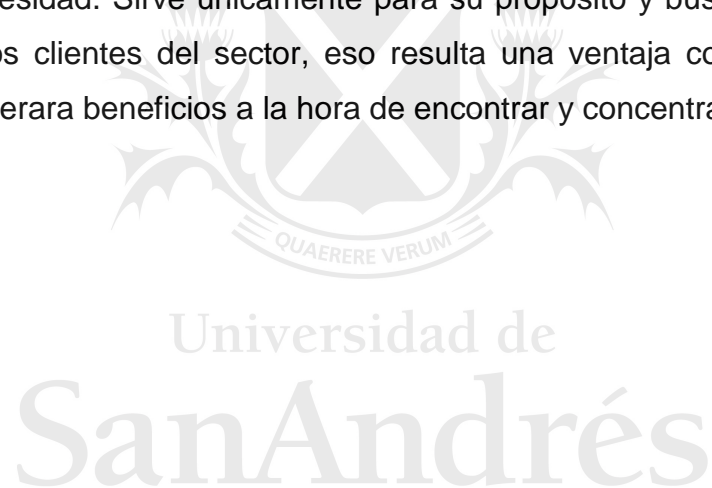 esidad. Sirve únicamente para su propósito y bus
os clientes del sector, eso resulta una ventaja co
erara beneficios a la hora de encontrar y concentra
QUAERERE VERUM
Universidad de
SanAndrés